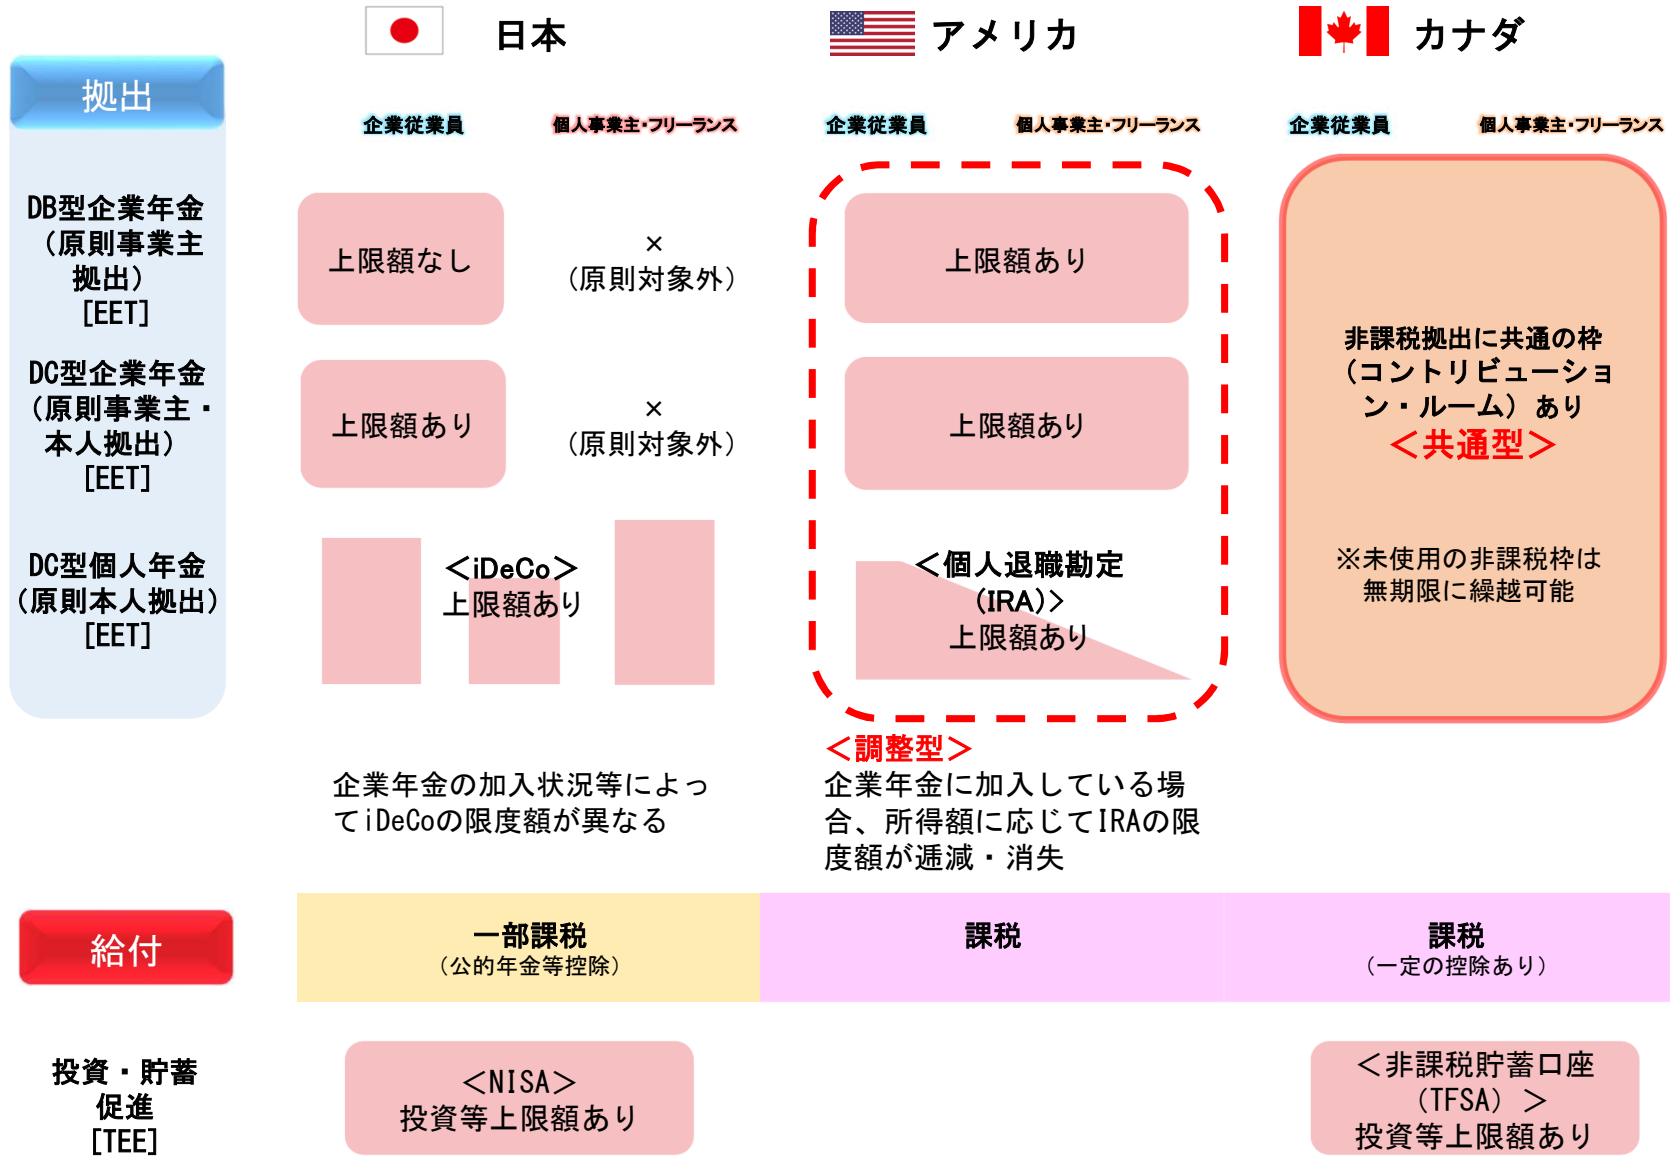 日本
アメリカ
カナダ
拠出
企業従業員
個人事業主・フリーランス
企業従業員
個人事業主・フリーランス
企業従業員
個人事業主・フリーランス
DB型企業年金
（原則事業主
拠出）
[EET]
上限額なし
×
（原則対象外）
上限額あり
DC型企業年金
（原則事業主・
本人拠出）
[EET]
上限額あり
×
（原則対象外）
上限額あり
非課税拠出に共通の枠
（コントリビューショ
ン・ルーム）あり
＜共通型＞
※未使用の非課税枠は
無期限に繰越可能
DC型個人年金
（原則本人拠出）
[EET]
＜iDeCo＞
上限額あり
＜個人退職勘定
(IRA)＞
上限額あり
企業年金の加入状況等によっ
てiDeCoの限度額が異なる
＜調整型＞
企業年金に加入している場
合、所得額に応じてIRAの限
度額が逓減・消失
給付
一部課税
（公的年金等控除）
課税
課税
（一定の控除あり）
投資・貯蓄
促進
[TEE]
＜NISA＞
投資等上限額あり
＜非課税貯蓄口座
（TFSA）＞
投資等上限額あり